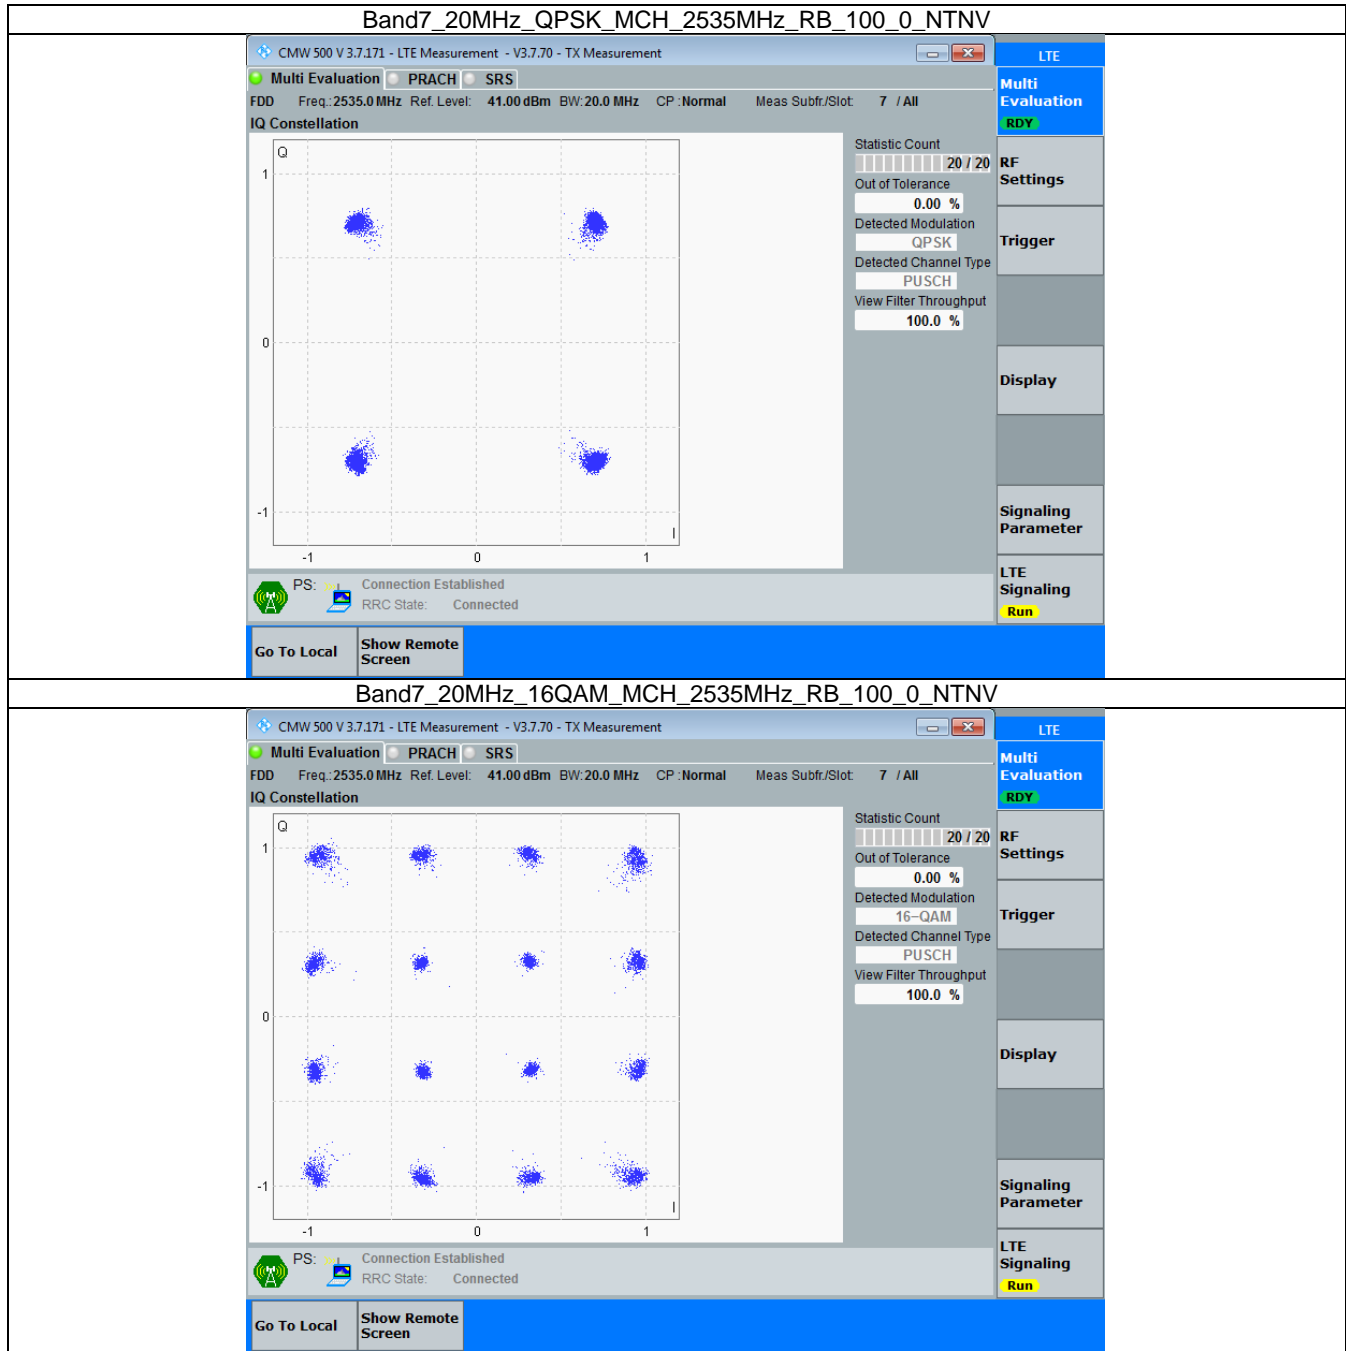 Band7_20MHz_QPSK_MCH_2535MHz_RB_100_0_NTNV
CMW 500 V 3.7.171 - LTE Measurement - V3.7.70 - TX Measurement
LTE
Multi Evaluation PRACH SRS
Multi Evaluation
RDY
FDD Freg.:2535.0 MHz Ref. Level: 41.00 dBm BW:20.0 MHz CP :Normal Meas Subfr./Slot: 7 / All
IQ Constellation
Q
1
0
-1
-1 0 1
I
Statistic Count
20 / 20
Out of Tolerance
0.00 %
Detected Modulation
QPSK
Detected Channel Type
PUSCH
View Filter Throughput
100.0 %
RF Settings
Trigger
Display
Signaling Parameter
LTE Signaling
Run
PS: Connection Established
RRC State: Connected
Go To Local
Show Remote Screen
Band7_20MHz_16QAM_MCH_2535MHz_RB_100_0_NTNV
CMW 500 V 3.7.171 - LTE Measurement - V3.7.70 - TX Measurement
LTE
Multi Evaluation PRACH SRS
Multi Evaluation
RDY
FDD Freq.:2535.0 MHz Ref. Level: 41.00 dBm BW:20.0 MHz CP :Normal Meas Subfr./Slot: 7 / All
IQ Constellation
Q
1
0
-1
-1 0 1
I
Statistic Count
20 / 20
Out of Tolerance
0.00 %
Detected Modulation
16-QAM
Detected Channel Type
PUSCH
View Filter Throughput
100.0 %
RF Settings
Trigger
Display
Signaling Parameter
LTE Signaling
Run
PS: Connection Established
RRC State: Connected
Go To Local
Show Remote Screen